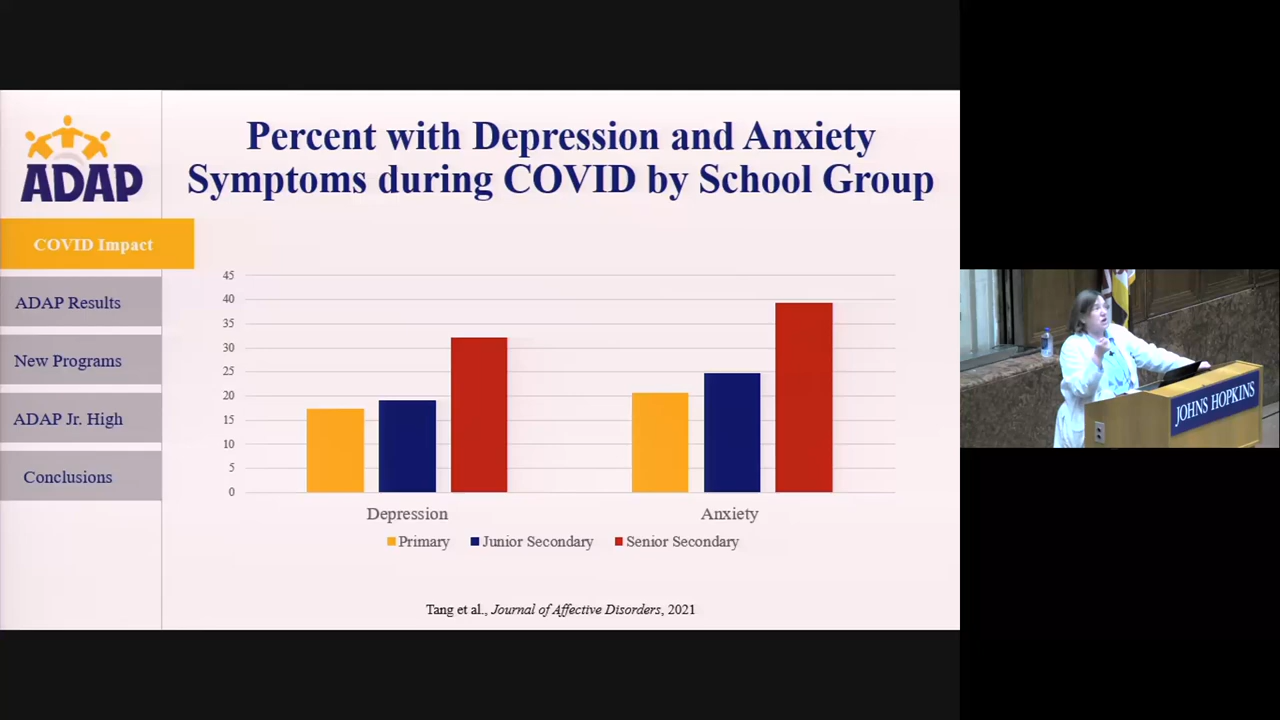 ADAP
Percent with Depression and Anxiety
Symptoms during COVID by School Group
COVID Impact
ADAP Results
New Programs
ADAP Jr. High
Conclusions
45
40
35
30
25
20
15
10
5
0
Depression
Anxiety
Primary
Junior Secondary
Senior Secondary
Tang et al., Journal of Affective Disorders, 2021
JOHNS HOPKINS